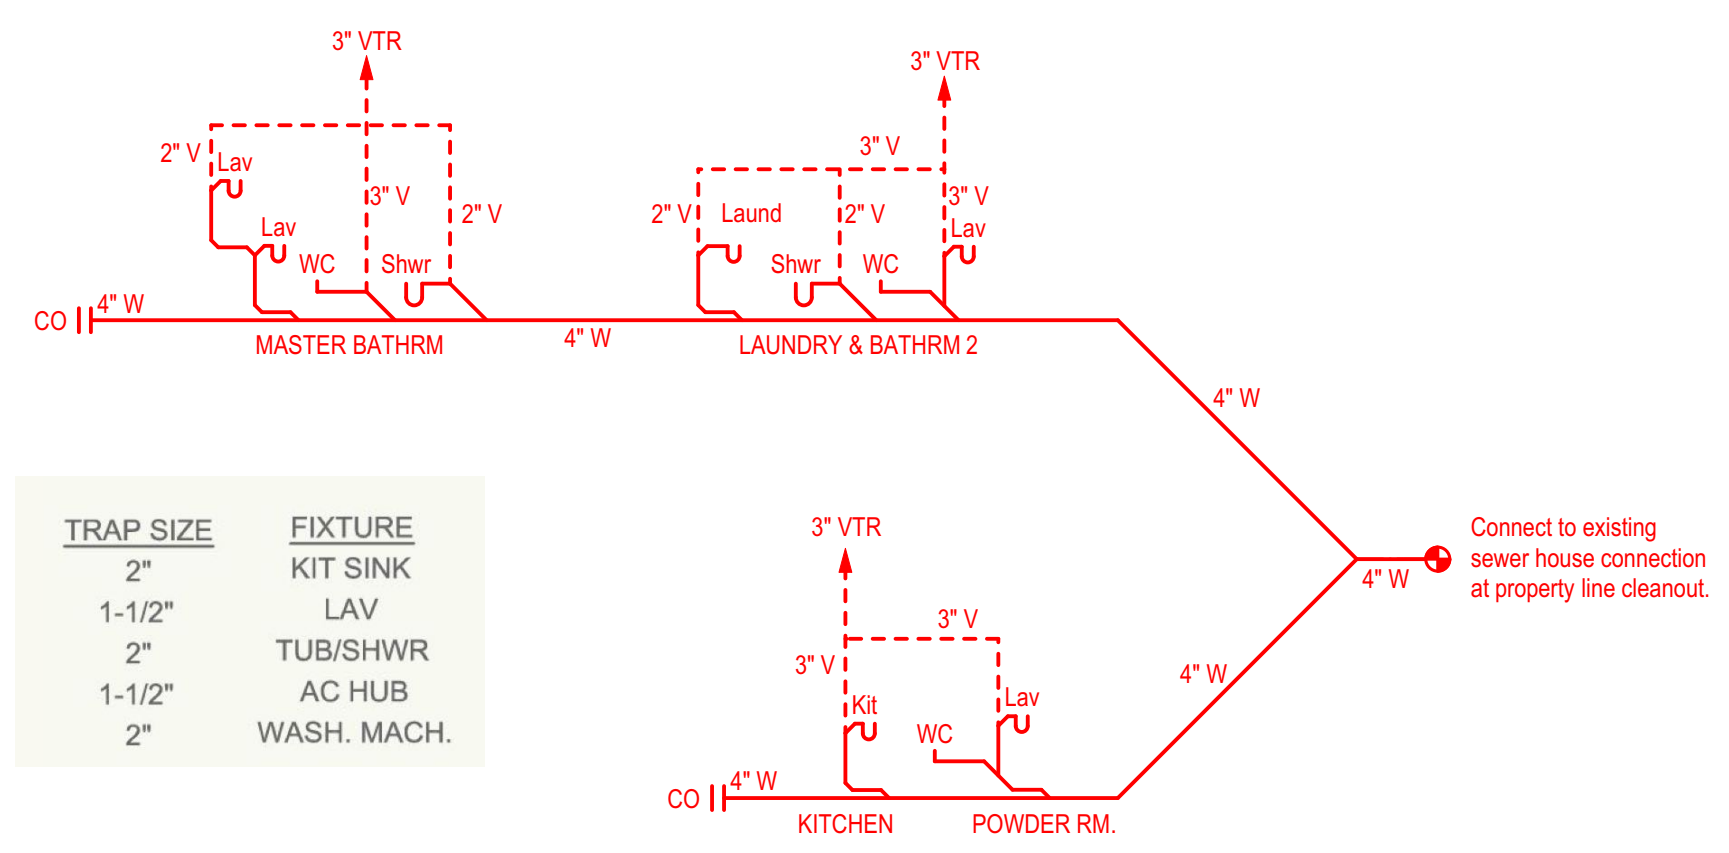 3" VTR
3" VTR
2" V
Lav
3" V
2" V
Lav
WC
Shwr
CO
4" W
MASTER BATHRM
4" W
3" V
2" V
Laund
2" V
3" V
Lav
Shwr
WC
LAUNDRY & BATHRM 2
4" W
TRAP SIZE FIXTURE
2" KIT SINK
1-1/2" LAV
2" TUB/SHWR
1-1/2" AC HUB
2" WASH. MACH.
3" VTR
3" V
3" V
Kit
Lav
WC
CO
4" W
KITCHEN
POWDER RM.
4" W
4" W
Connect to existing
sewer house connection
at property line cleanout.